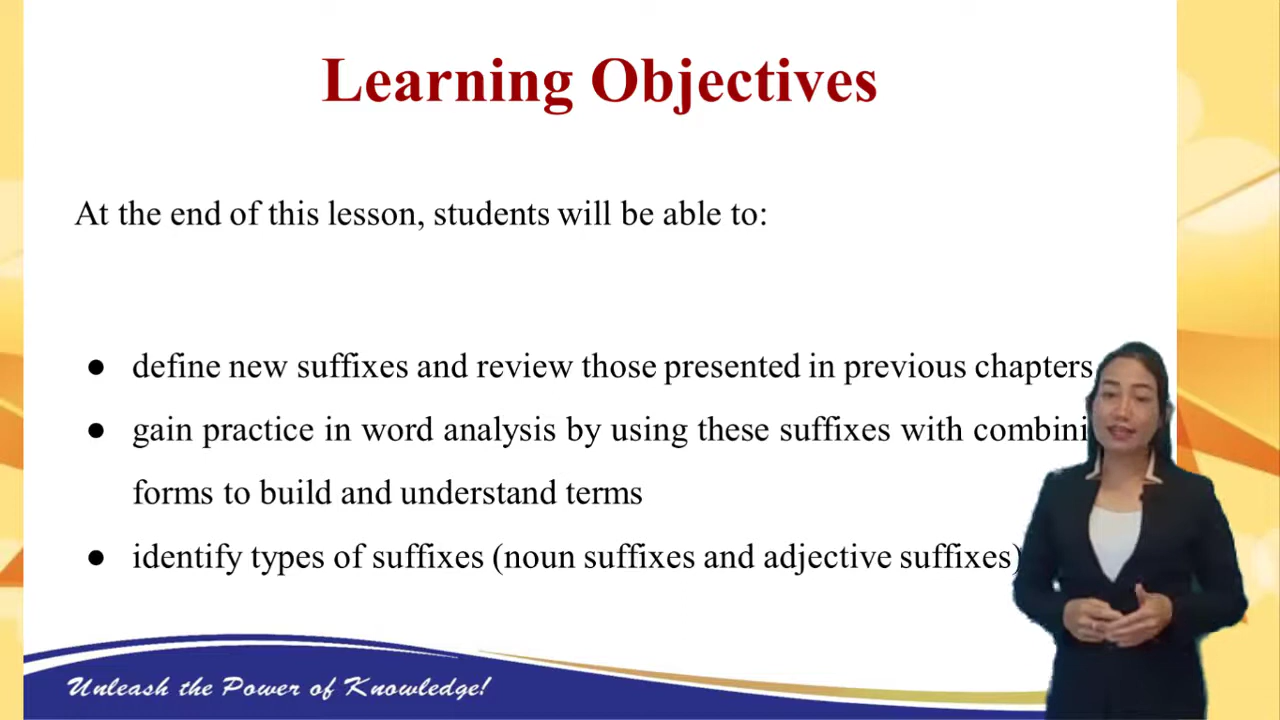 Learning Objectives
At the end of this lesson, students will be able to:
● define new suffixes and review those presented in previous chapters
● gain practice in word analysis by using these suffixes with combini
forms to build and understand terms
● identify types of suffixes (noun suffixes and adjective suffixes)
Unleash the Power of Knowledge!